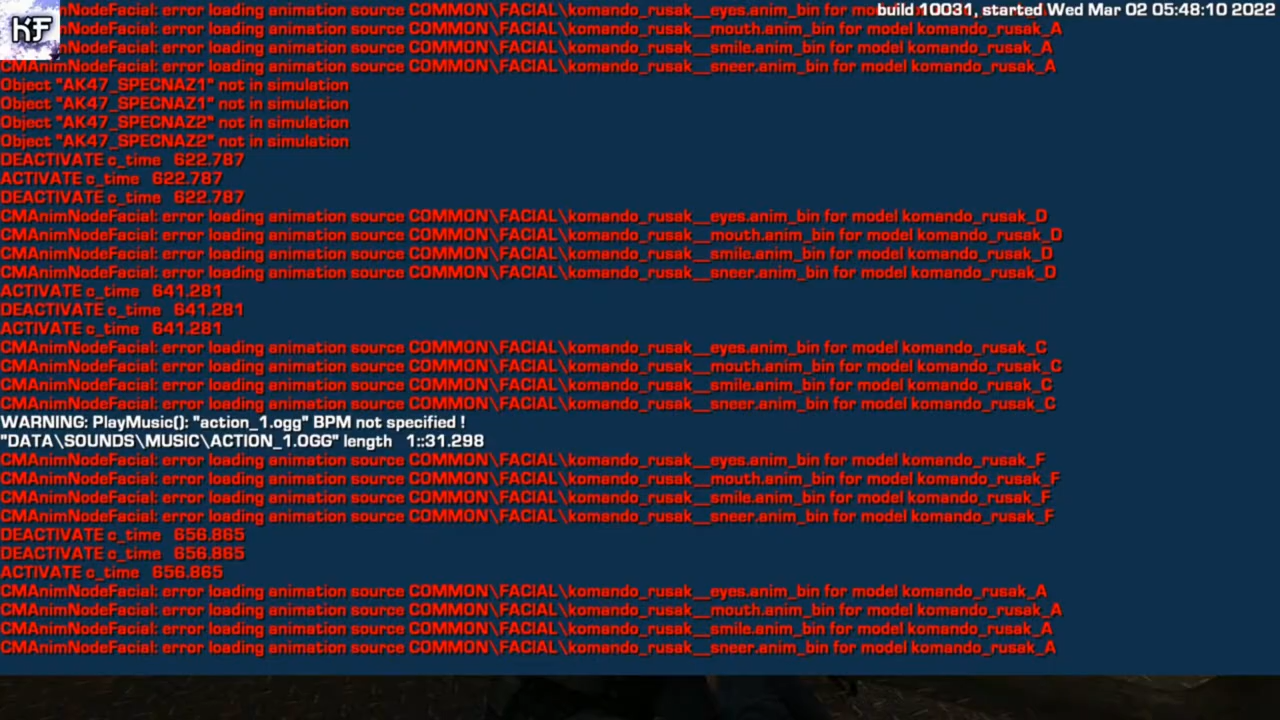 CMAnimNodeFacial: error loading animation source COMMON\FACIAL\komando_rusak__eyes.anim_bin for model komando_rusak_A
build 10031, started Wed Mar 02 05:48:10 2022
KF
CMAnimNodeFacial: error loading animation source COMMON\FACIAL\komando_rusak__mouth.anim_bin for model komando_rusak_A
CMAnimNodeFacial: error loading animation source COMMON\FACIAL\komando_rusak__smile.anim_bin for model komando_rusak_A
CMAnimNodeFacial: error loading animation source COMMON\FACIAL\komando_rusak__sneer.anim_bin for model komando_rusak_A
Object "AK47_SPECNAZ1" not in simulation
Object "AK47_SPECNAZ1" not in simulation
Object "AK47_SPECNAZ2" not in simulation
Object "AK47_SPECNAZ2" not in simulation
DEACTIVATE c_time 622.787
ACTIVATE c_time 622.787
DEACTIVATE c_time 622.787
CMAnimNodeFacial: error loading animation source COMMON\FACIAL\komando_rusak__eyes.anim_bin for model komando_rusak_D
CMAnimNodeFacial: error loading animation source COMMON\FACIAL\komando_rusak__mouth.anim_bin for model komando_rusak_D
CMAnimNodeFacial: error loading animation source COMMON\FACIAL\komando_rusak__smile.anim_bin for model komando_rusak_D
CMAnimNodeFacial: error loading animation source COMMON\FACIAL\komando_rusak__sneer.anim_bin for model komando_rusak_D
ACTIVATE c_time 641.281
DEACTIVATE c_time 641.281
ACTIVATE c_time 641.281
CMAnimNodeFacial: error loading animation source COMMON\FACIAL\komando_rusak__eyes.anim_bin for model komando_rusak_C
CMAnimNodeFacial: error loading animation source COMMON\FACIAL\komando_rusak__mouth.anim_bin for model komando_rusak_C
CMAnimNodeFacial: error loading animation source COMMON\FACIAL\komando_rusak__smile.anim_bin for model komando_rusak_C
CMAnimNodeFacial: error loading animation source COMMON\FACIAL\komando_rusak__sneer.anim_bin for model komando_rusak_C
WARNING: PlayMusic(): "action_1.ogg" BPM not specified !
"DATA\SOUNDS\MUSIC\ACTION_1.OGG" length 1::31.298
CMAnimNodeFacial: error loading animation source COMMON\FACIAL\komando_rusak__eyes.anim_bin for model komando_rusak_F
CMAnimNodeFacial: error loading animation source COMMON\FACIAL\komando_rusak__mouth.anim_bin for model komando_rusak_F
CMAnimNodeFacial: error loading animation source COMMON\FACIAL\komando_rusak__smile.anim_bin for model komando_rusak_F
CMAnimNodeFacial: error loading animation source COMMON\FACIAL\komando_rusak__sneer.anim_bin for model komando_rusak_F
DEACTIVATE c_time 656.865
DEACTIVATE c_time 656.865
ACTIVATE c_time 656.865
CMAnimNodeFacial: error loading animation source COMMON\FACIAL\komando_rusak__eyes.anim_bin for model komando_rusak_A
CMAnimNodeFacial: error loading animation source COMMON\FACIAL\komando_rusak__mouth.anim_bin for model komando_rusak_A
CMAnimNodeFacial: error loading animation source COMMON\FACIAL\komando_rusak__smile.anim_bin for model komando_rusak_A
CMAnimNodeFacial: error loading animation source COMMON\FACIAL\komando_rusak__sneer.anim_bin for model komando_rusak_A